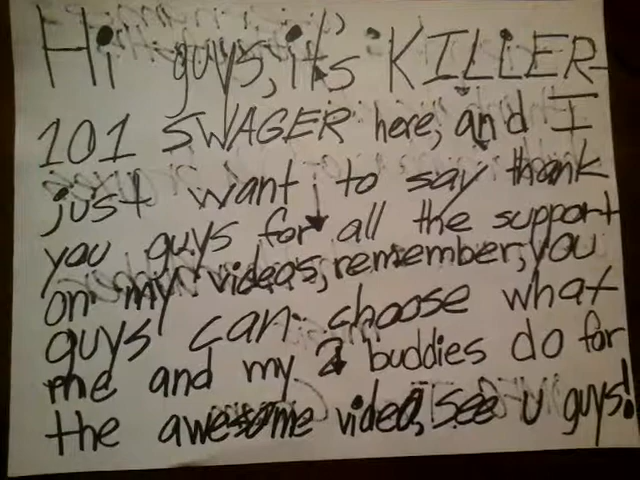 Hi guys, it's KILLER-
101 SWAGER here, and I
just want to say thank
you guys for all the support
on my videos, remember, you
guys can choose what
me and my 2 buddies do for
the awesome video, see u guys!